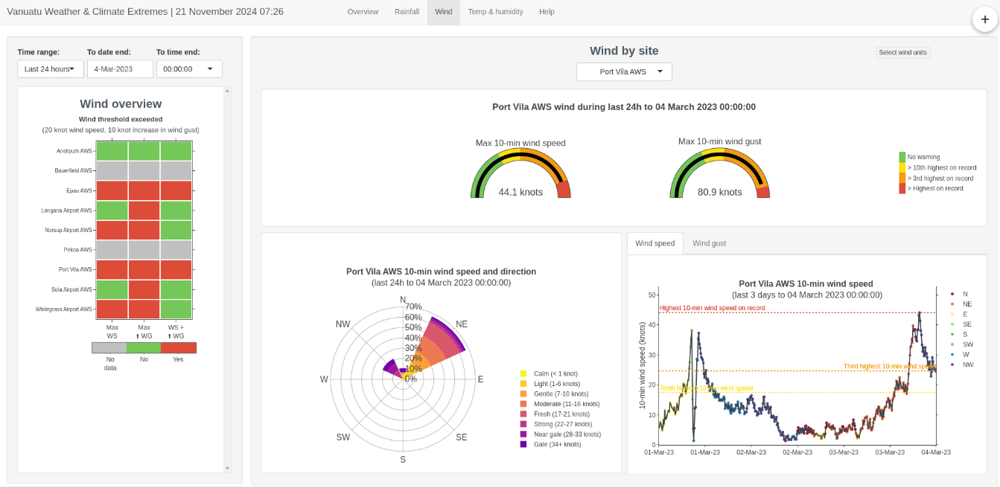 Vanuatu Weather & Climate Extremes | 21 November 2024 07:26
Overview
Rainfall
Wind
Temp & humidity
Help
+
Time range:
To date end:
To time end:
Last 24 hours
4-Mar-2023
00:00:00
Wind overview
Wind threshold exceeded
(20 knot wind speed, 10 knot increase in wind gust)
Aneityum AWS
Bauerfield AWS
Epau AWS
Longana Airport AWS
Norsup Airport AWS
Pekoa AWS
Port Vila AWS
Sola Airport AWS
Whitegrass Airport AWS
Max
WS
Max
⬆ WG
WS +
⬆ WG
No
data
No
Yes
Wind by site
Select wind units
Port Vila AWS
Port Vila AWS wind during last 24h to 04 March 2023 00:00:00
Max 10-min wind speed
44.1 knots
Max 10-min wind gust
80.9 knots
No warning
> 10th highest on record
> 3rd highest on record
> Highest on record
Port Vila AWS 10-min wind speed and direction
(last 24h to 04 March 2023 00:00:00)
N
NE
E
SE
S
SW
W
NW
70%
60%
50%
40%
30%
20%
10%
0%
Calm (< 1 knot)
Light (1-6 knots)
Gentle (7-10 knots)
Moderate (11-16 knots)
Fresh (17-21 knots)
Strong (22-27 knots)
Near gale (28-33 knots)
Gale (34+ knots)
Wind speed
Wind gust
Port Vila AWS 10-min wind speed
(last 3 days to 04 March 2023 00:00:00)
10-min wind speed (knots)
50
40
30
20
10
0
Highest 10-min wind speed on record
Third highest 10-min wind speed
Tenth highest 10-min wind speed
01-Mar-23
01-Mar-23
02-Mar-23
02-Mar-23
03-Mar-23
03-Mar-23
04-Mar-23
N
NE
E
SE
S
SW
W
NW